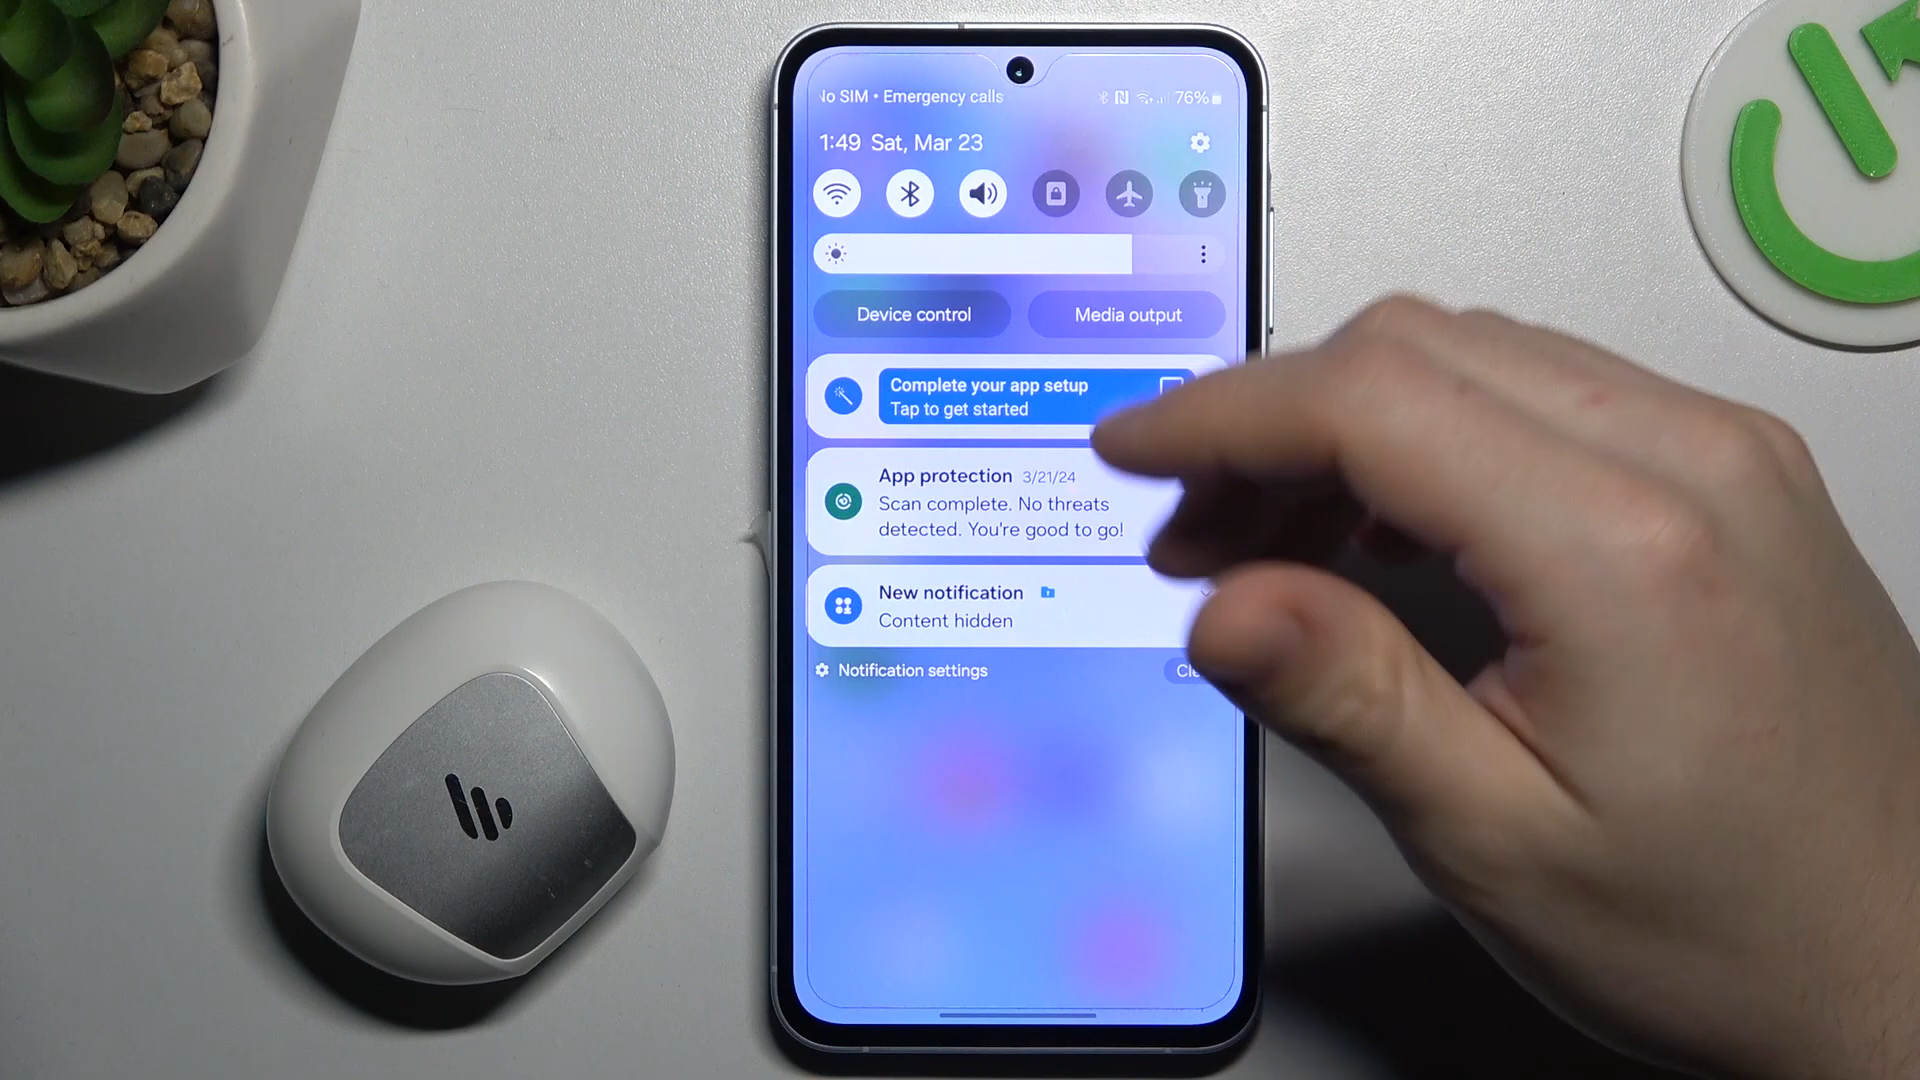 No SIM • Emergency calls
76%
1:49 Sat, Mar 23
Device control
Media output
Complete your app setup
Tap to get started
App protection 3/21/24
Scan complete. No threats
detected. You're good to go!
New notification
Content hidden
Notification settings